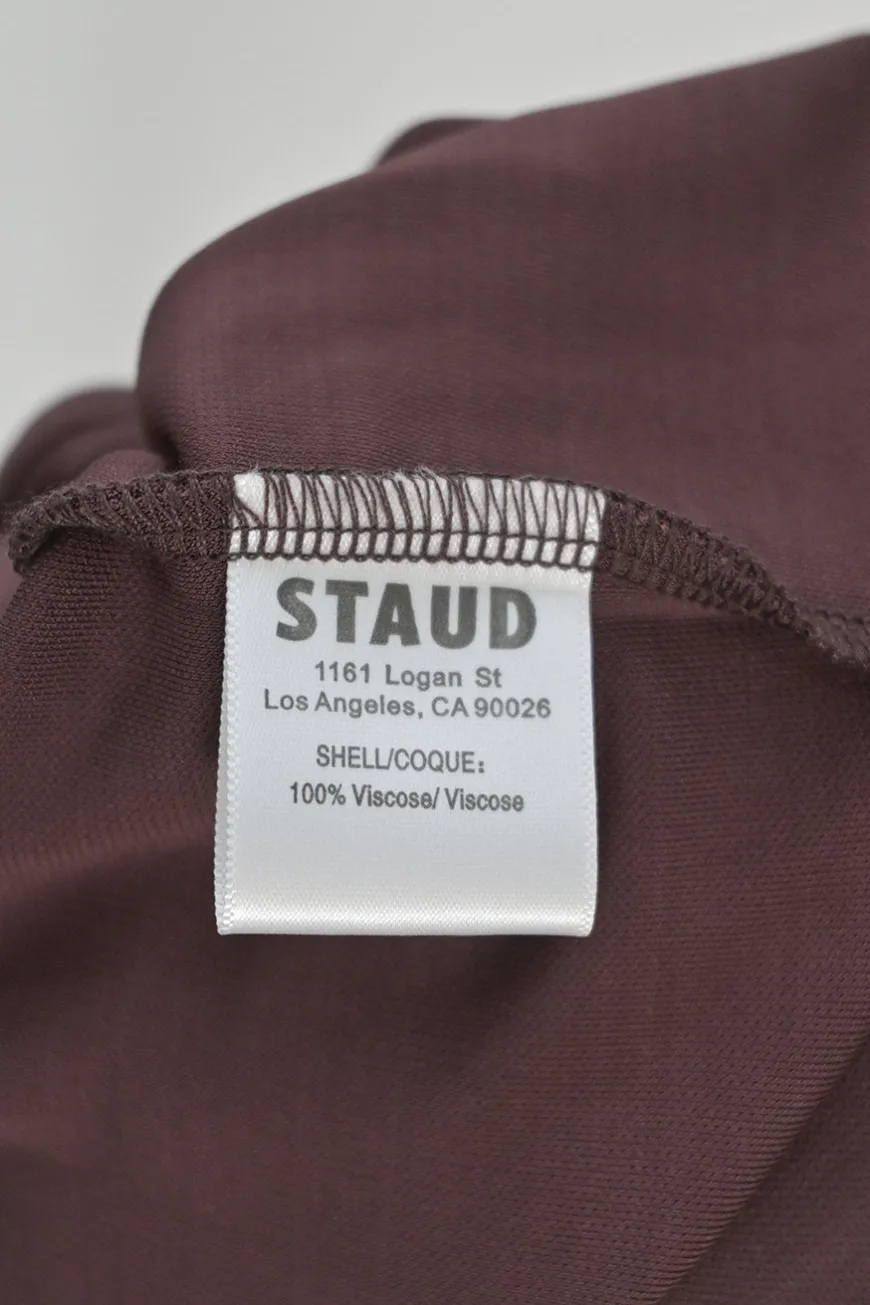 STAUD
1161 Logan St
Los Angeles, CA 90026
SHELL/COQUE:
100% Viscose/ Viscose